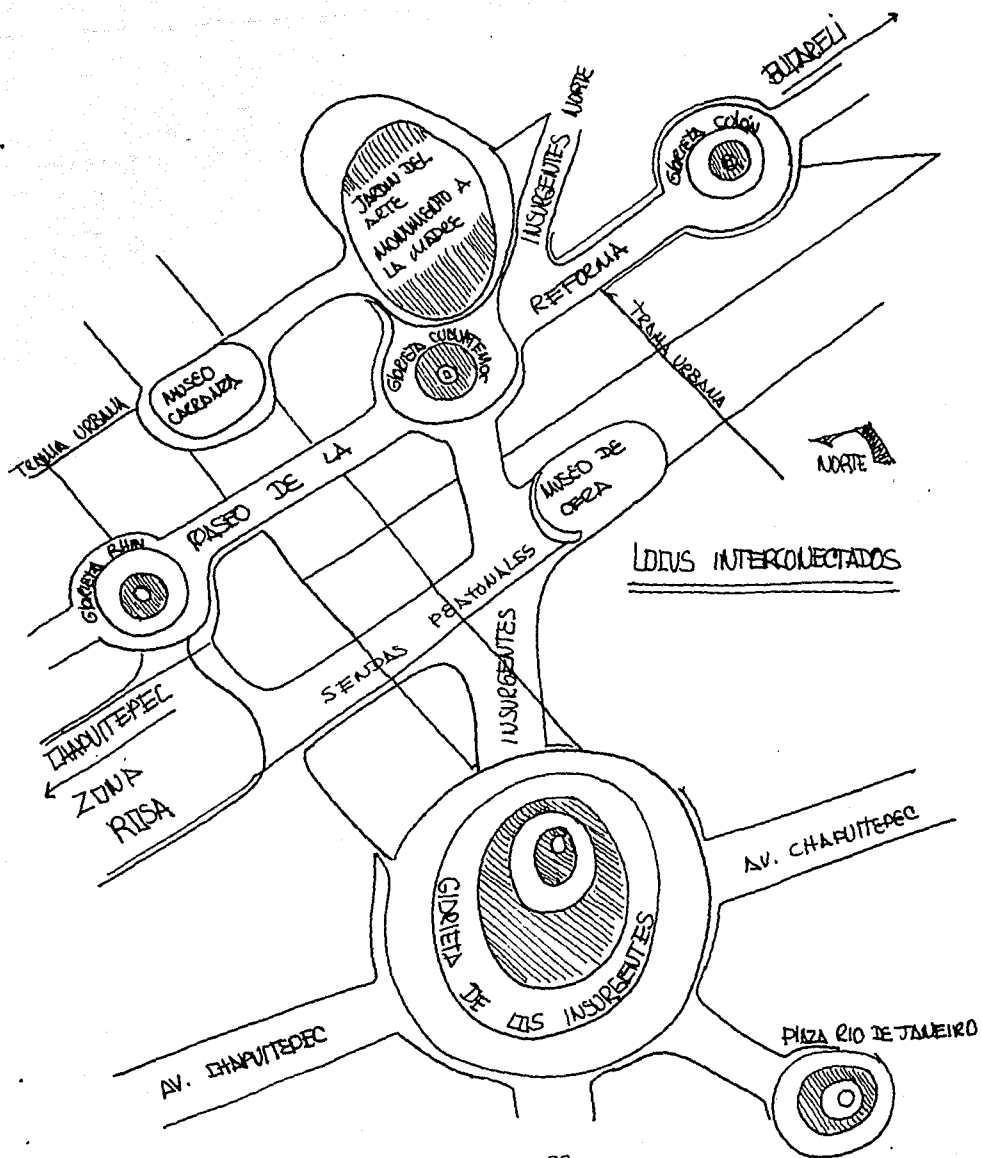 BUCARELI
INSURGENTES NORTE
GLORIETA COLÓN
JARDIN DEL
ARTE
MONUMENTO A
LA MADRE
REFORMA
TRAMA URBANA
GLORIETA CUAUTEMOC
MUSEO
CARRANZA
TRAMA URBANA
PASEO DE LA
NORTE
MUSEO DE
CERA
GLORIETA RHIN
LOCUS INTERCONECTADOS
SENDAS PEATONALES
INSURGENTES
CHAPULTEPEC
ZONA
ROSA
AV. CHAPULTEPEC
GLORIETA DE LOS INSURGENTES
AV. CHAPULTEPEC
PLAZA RIO DE JANEIRO